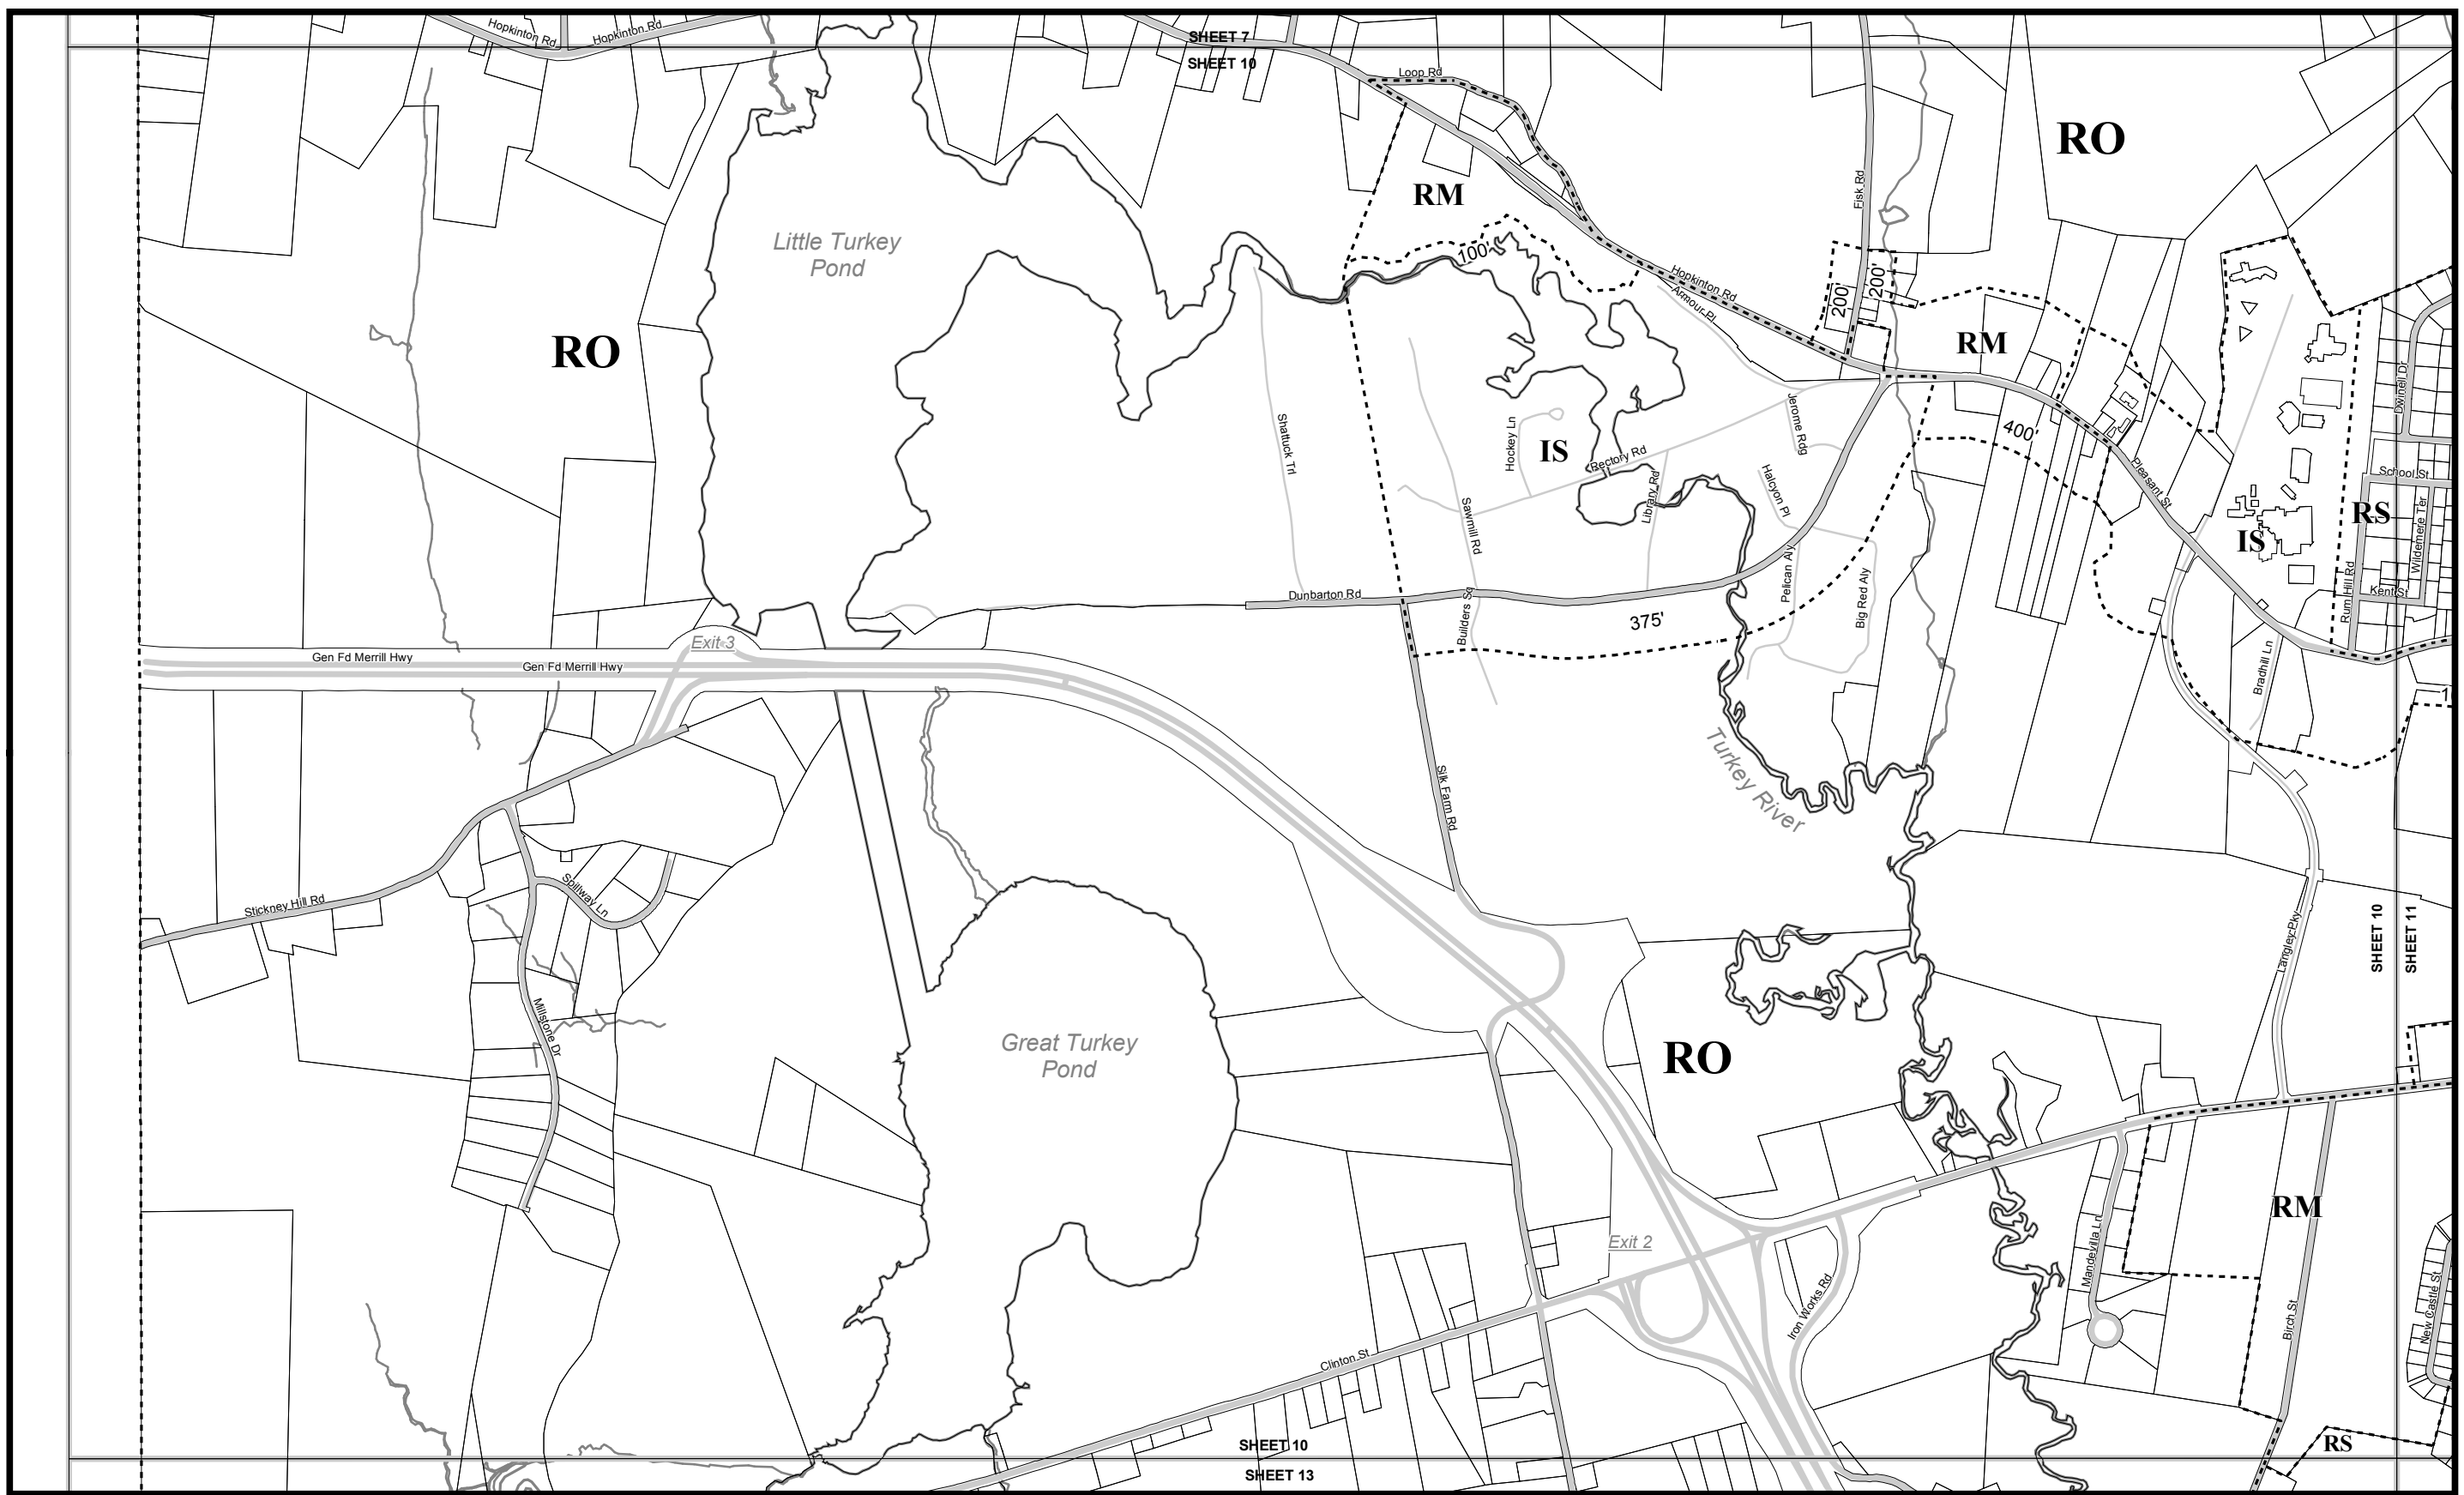 Hopkinton Rd
Hopkinton Rd
SHEET 7
SHEET 10
Loop Rd
RO
Fisk Rd
RM
Little Turkey
Pond
100'
Hopkinton Rd
Armour Pl
200'
200'
RO
RM
Dwinell Dr
Shattuck Trl
Hockey Ln
IS
Rectory Rd
Jerome Rdg
400'
Pleasant St
School St
Sawmill Rd
Library Rd
Halcyon Pl
RS
IS
Wildemere Ter
Dunbarton Rd
Builders Sq
375'
Pelican Aly
Big Red Aly
Rum Hill Rd
Kent St
Exit 3
Gen Fd Merrill Hwy
Gen Fd Merrill Hwy
Bradhill Ln
Turkey River
Silk Farm Rd
Stickney Hill Rd
Spillway Ln
Langley Pky
SHEET 10
SHEET 11
Millstone Dr
Great Turkey
Pond
RO
RM
Exit 2
Mandevilla Ln
Iron Works Rd
Birch St
New Castle St
Clinton St
SHEET 10
SHEET 13
RS